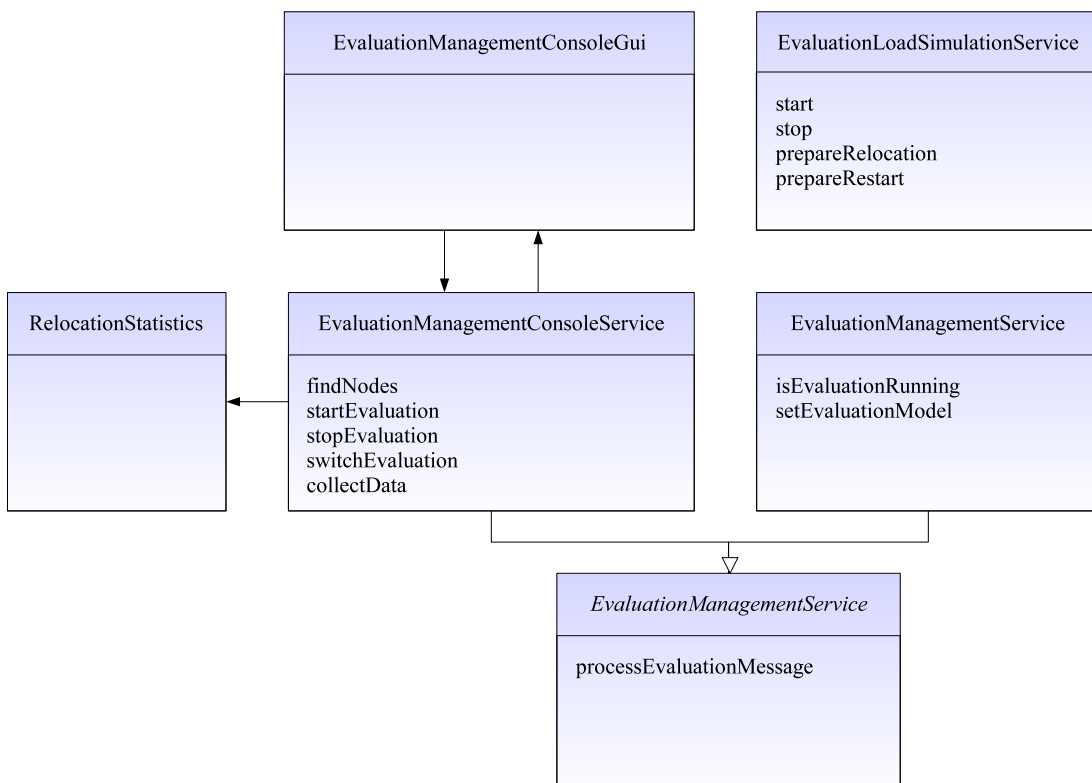 EvaluationManagementConsoleGui
EvaluationLoadSimulationService
start
stop
prepareRelocation
prepareRestart
RelocationStatistics
EvaluationManagementConsoleService
findNodes
startEvaluation
stopEvaluation
switchEvaluation
collectData
EvaluationManagementService
isEvaluationRunning
setEvaluationModel
EvaluationManagementService
processEvaluationMessage